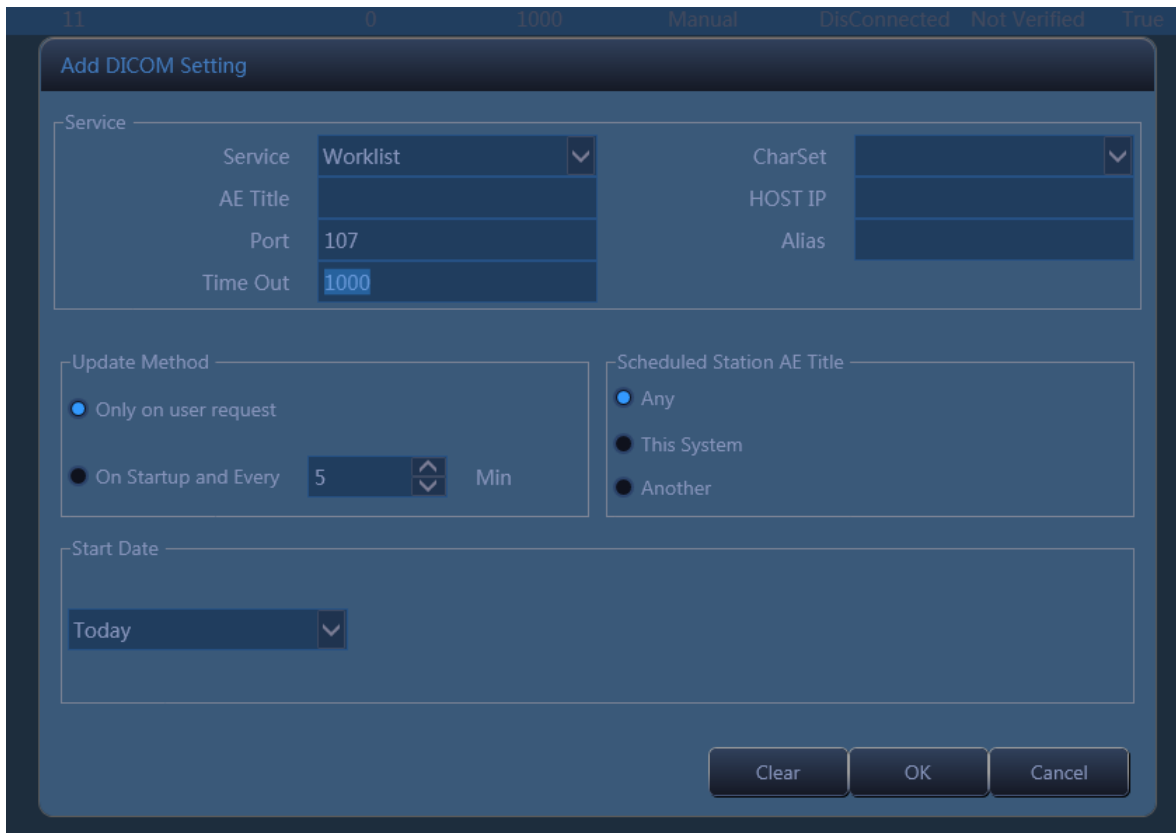 11 0 1000 Manual DisConnected Not Verified True
Add DICOM Setting
Service
Service Worklist CharSet
AE Title HOST IP
Port 107 Alias
Time Out 1000
Update Method
Only on user request
On Startup and Every 5 Min
Scheduled Station AE Title
Any
This System
Another
Start Date
Today
Clear OK Cancel